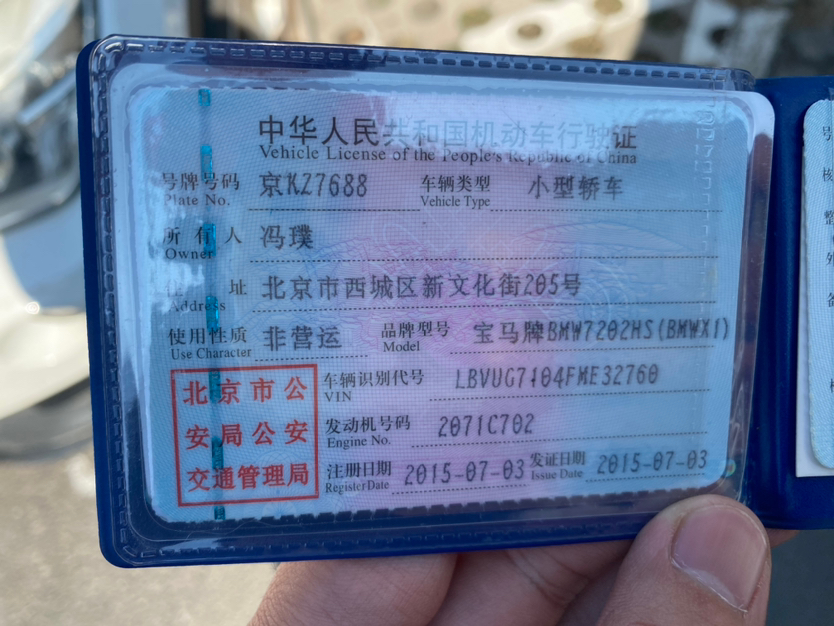 中华人民共和国机动车行驶证
Vehicle License of the People's Republic of China
号牌号码 京KZ7688 车辆类型 小型轿车
Plate No. Vehicle Type
所有人 冯璞
Owner
住址 北京市西城区新文化街205号
Address
使用性质 非营运 品牌型号 宝马牌BMW7202HS(BMWX1)
Use Character Model
车辆识别代号 LBVUG7104FME32760
VIN
发动机号码 2071C702
Engine No.
注册日期 2015-07-03 发证日期 2015-07-03
Register Date Issue Date
北京市公
安局公安
交通管理局